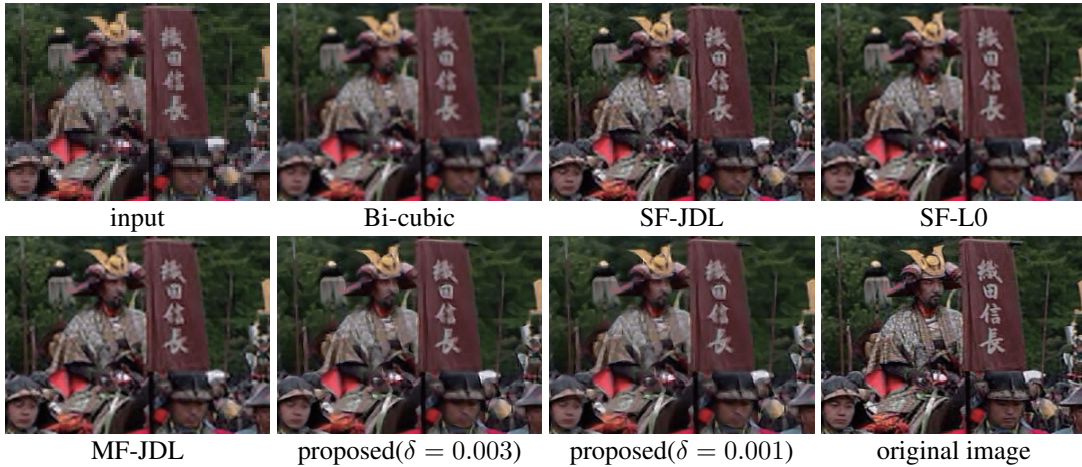 織田信長
織田信長
織田信長
織田信長
input
Bi-cubic
SF-JDL
SF-L0
織田信長
織田信長
織田信長
織田信長
MF-JDL
proposed(δ = 0.003)
proposed(δ = 0.001)
original image